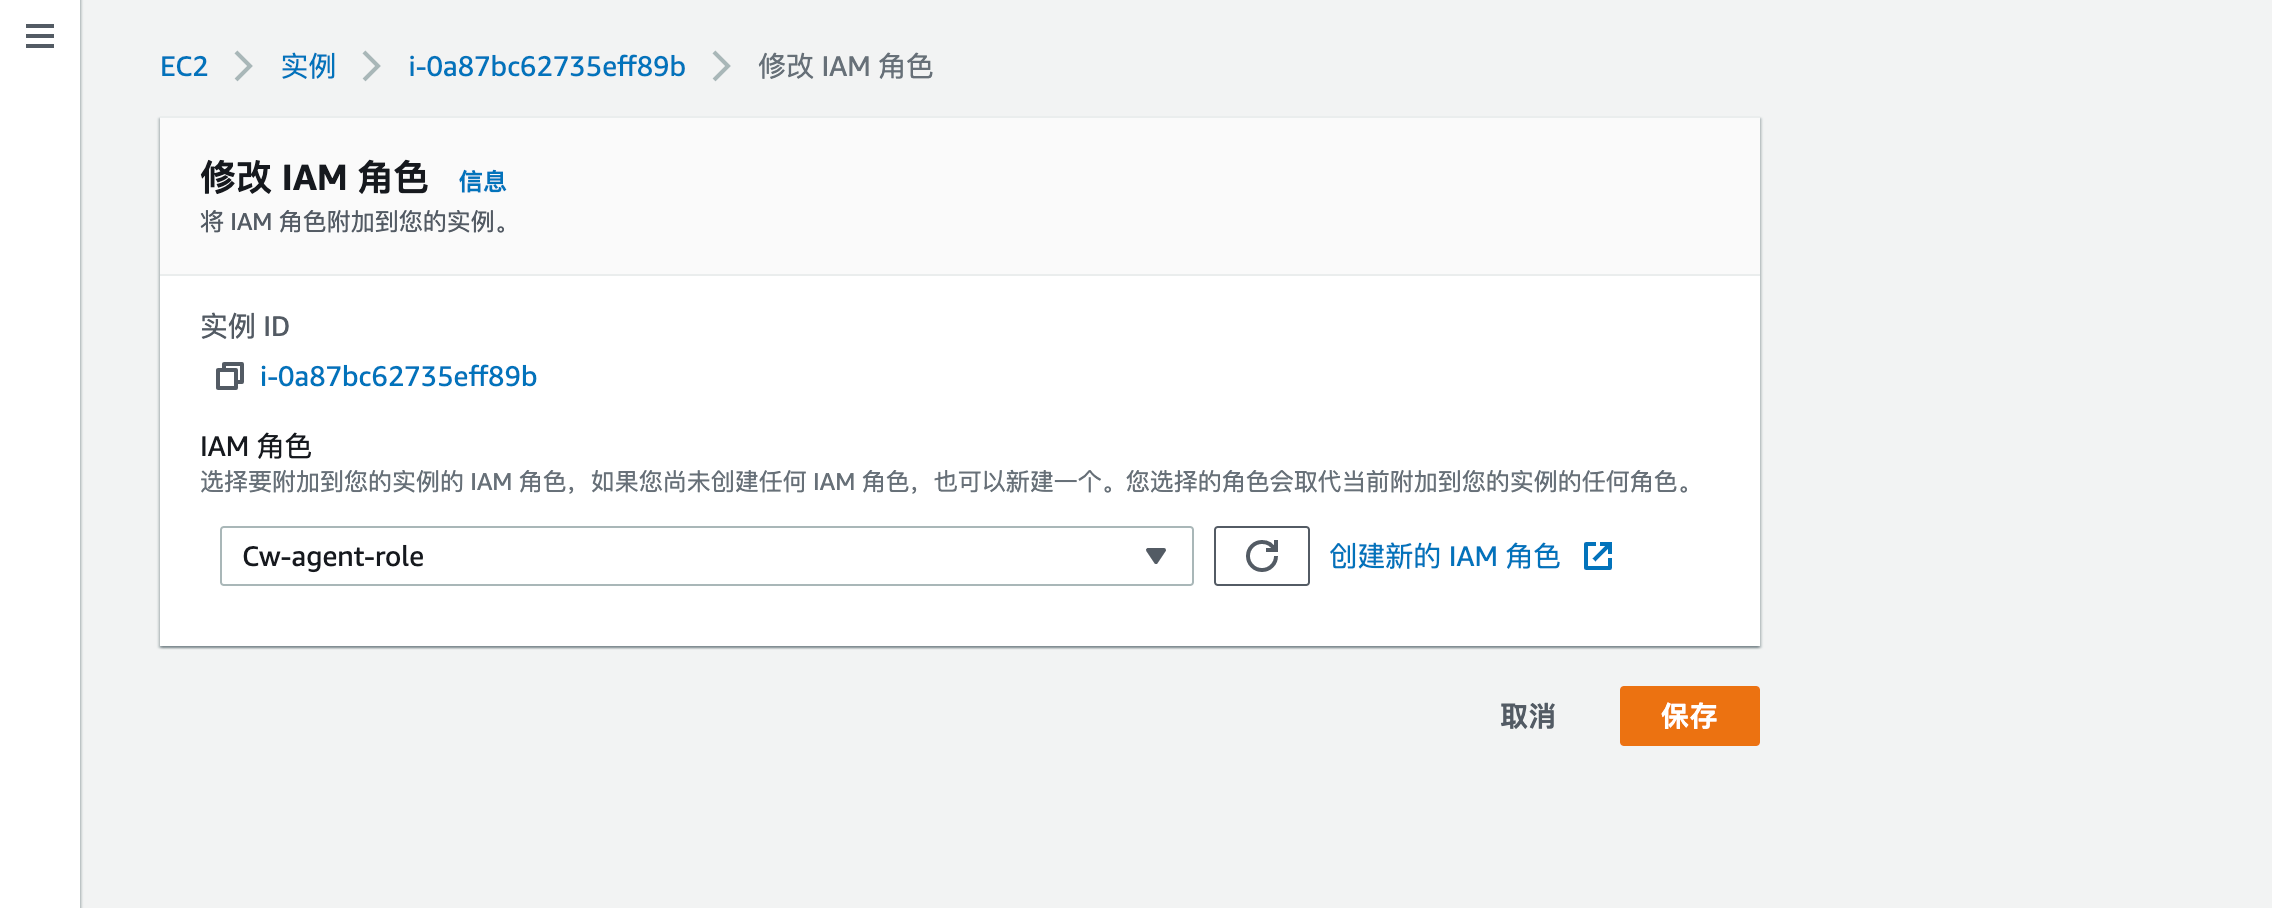 EC2 实例 i-0a87bc62735eff89b 修改 IAM 角色
修改 IAM 角色 信息
将 IAM 角色附加到您的实例。
实例 ID
i-0a87bc62735eff89b
IAM 角色
选择要附加到您的实例的 IAM 角色，如果您尚未创建任何 IAM 角色，也可以新建一个。您选择的角色会取代当前附加到您的实例的任何角色。
Cw-agent-role 创建新的 IAM 角色
取消 保存